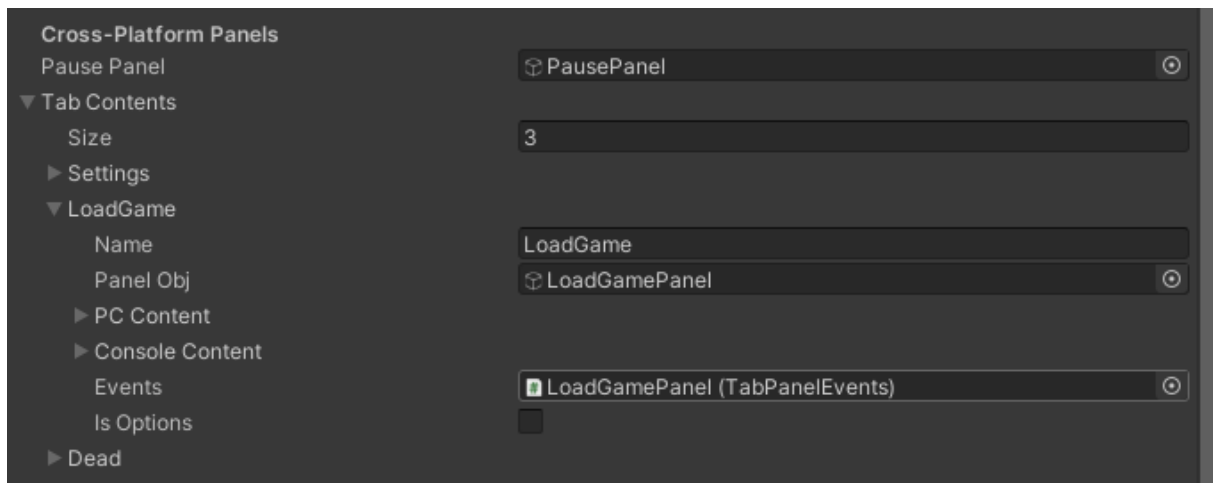 Cross-Platform Panels
Pause Panel PausePanel
Tab Contents
Size 3
Settings
LoadGame
Name LoadGame
Panel Obj LoadGamePanel
PC Content
Console Content
Events LoadGamePanel (TabPanelEvents)
Is Options
Dead